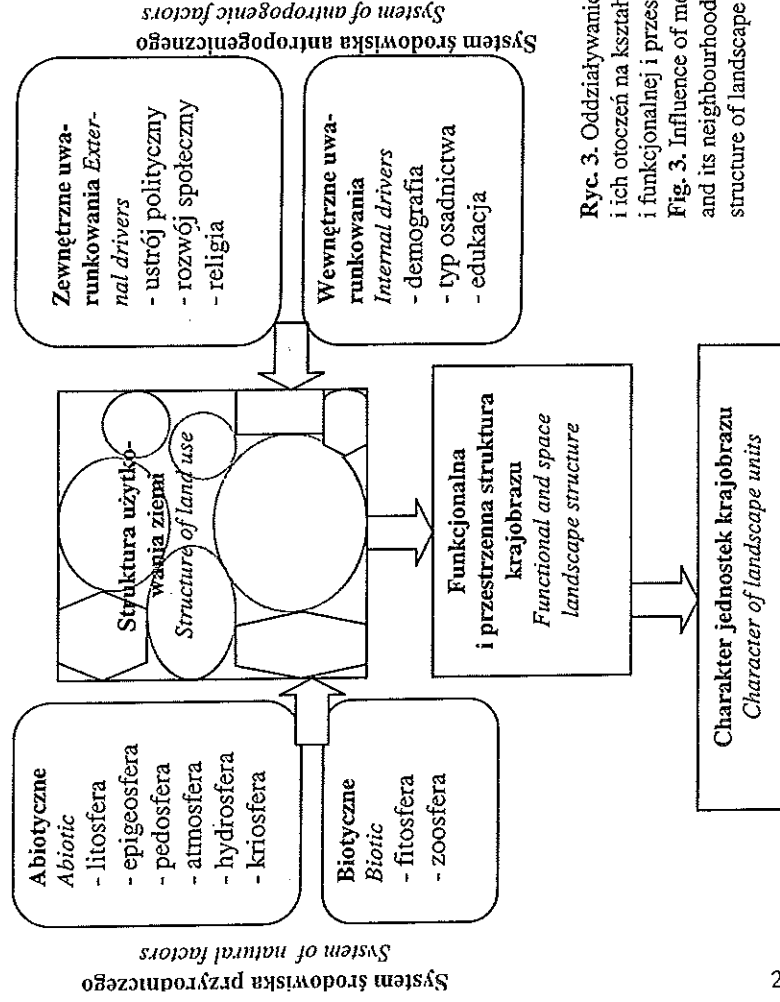 System środowiska przyrodniczego
System of natural factors
Abiotyczne
Abiotic
- litosfera
- epigeosfera
- pedosfera
- atmosfera
- hydrosfera
- kriosfera
Biotyczne
Biotic
- fitosfera
- zoosfera
Struktura użytko-
wania ziemi
Structure of land use
Zewnętrzne uwa-
runkowania Exter-
nal drivers
- ustrój polityczny
- rozwój społeczny
- religia
Wewnętrzne uwa-
runkowania
Internal drivers
- demografia
- typ osadnictwa
- edukacja
System środowiska antropogenicznego
System of antropogenic factors
Funkcjonalna
i przestrzenna struktura
krajobrazu
Functional and space
landscape structure
Charakter jednostek krajobrazu
Character of landscape units
Ryc. 3. Oddziaływanie
i ich otoczeń na kształ
i funkcjonalnej i przes
Fig. 3. Influence of me
and its neighbourhood
structure of landscape
2